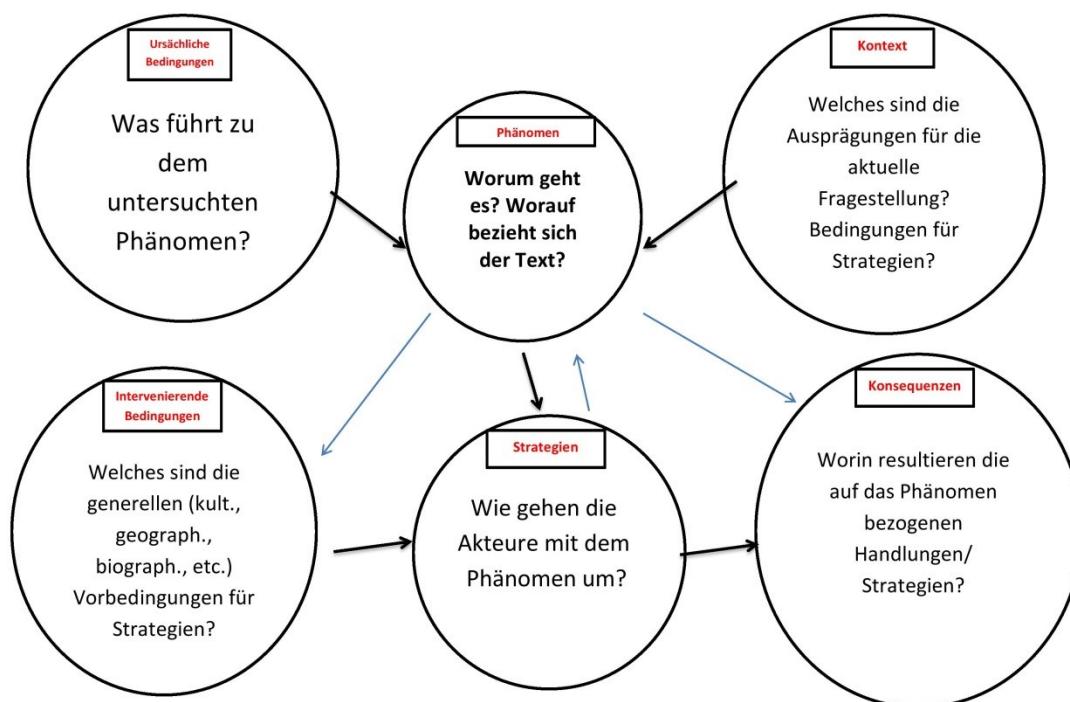 Ursächliche
Bedingungen
Was führt zu
dem
untersuchten
Phänomen?
Phänomen
Worum geht
es? Worauf
bezieht sich
der Text?
Kontext
Welches sind die
Ausprägungen für die
aktuelle
Fragestellung?
Bedingungen für
Strategien?
Intervenierende
Bedingungen
Welches sind die
generellen (kult.,
geograph.,
biograph., etc.)
Vorbedingungen für
Strategien?
Strategien
Wie gehen die
Akteure mit dem
Phänomen um?
Konsequenzen
Worin resultieren die
auf das Phänomen
bezogenen
Handlungen/
Strategien?